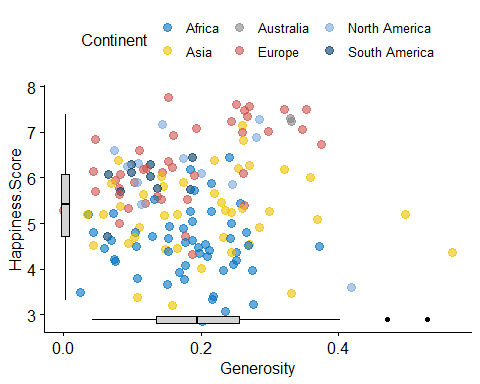 Continent
Africa
Australia
North America
Asia
Europe
South America
8
7
6
5
4
3
Happiness.Score
0.0
0.2
0.4
Generosity